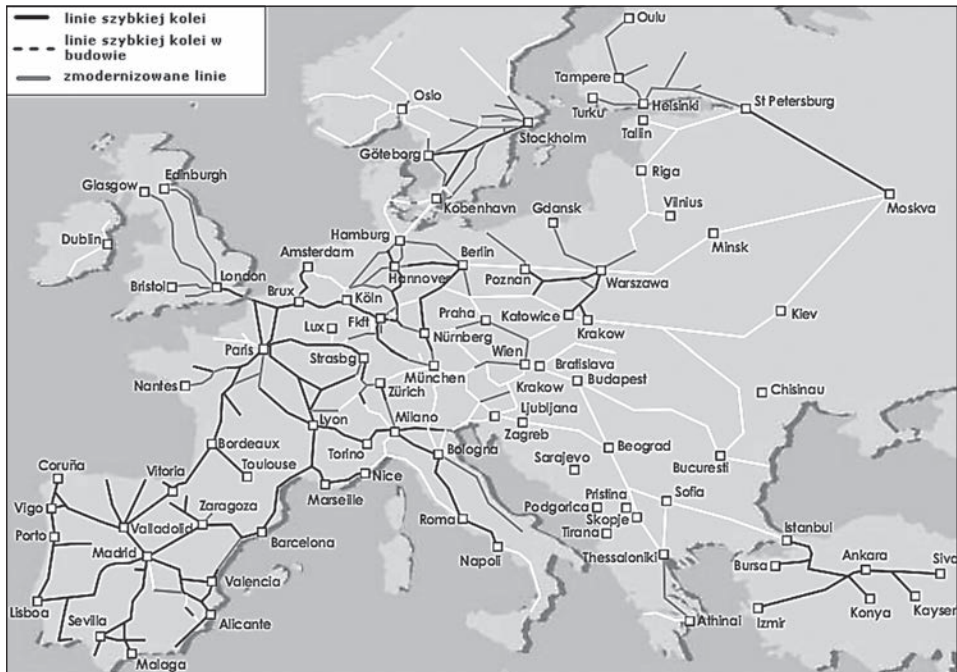 linie szybkiej kolei
linie szybkiej kolei w
budowie
zmodernizowane linie
Oulu
Tampere
Oslo
Helsinki
St Petersburg
Turku
Tallin
Stockholm
Göteborg
Riga
Edinburgh
Glasgow
Vilnius
Moskva
Kobenhavn
Gdansk
Dublin
Hamburg
Minsk
Amsterdam
Berlin
London
Hannover
Poznan
Warszawa
Bristol
Brux
Köln
Praha
Katowice
Kiev
Lux
Fkft
Krakow
Nürnberg
Paris
Strasbg
Wien
Bratislava
München
Nantes
Zürich
Krakow
Budapest
Chisinau
Ljubljana
Lyon
Milano
Zagreb
Bordeaux
Torino
Bologna
Beograd
Coruña
Vitoria
Toulouse
Sarajevo
Bucuresti
Nice
Marseille
Zaragoza
Pristina
Sofia
Vigo
Podgorica
Valladolid
Roma
Skopje
Porto
Tirana
Istanbul
Barcelona
Madrid
Napoli
Thessaloniki
Bursa
Ankara
Siva
Valencia
Lisboa
Konya
Kayser
Sevilla
Alicante
Izmir
Athinai
Malaga